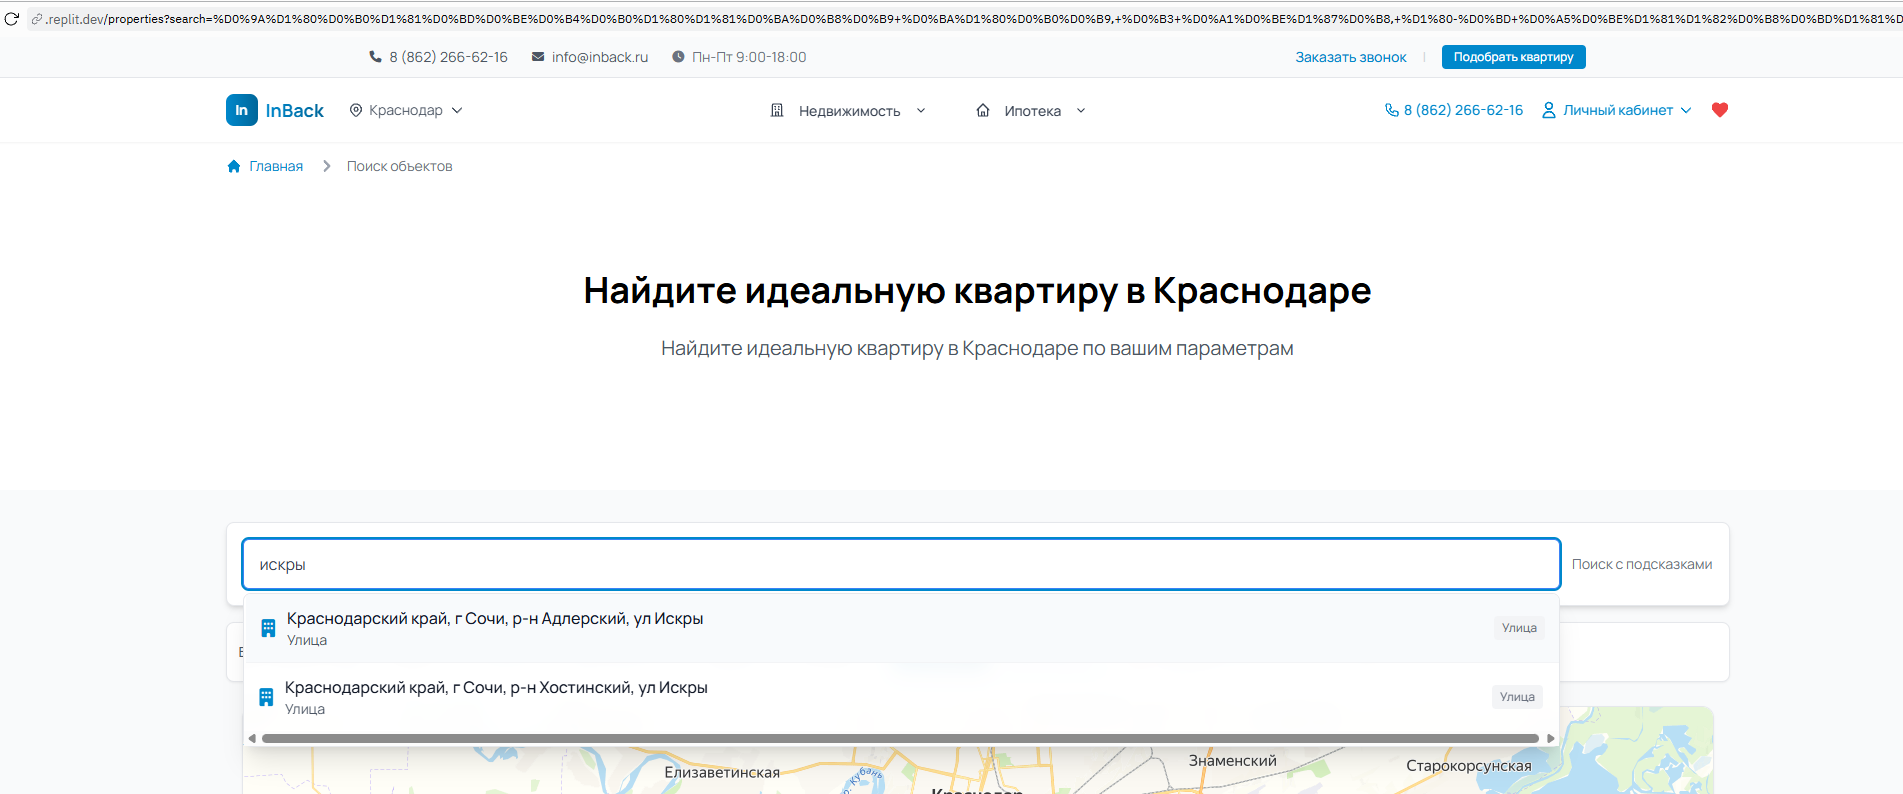 .replit.dev/properties?search=%D0%9A%D1%80%D0%B0%D1%81%D0%BD%D0%BE%D0%B4%D0%B0%D1%80%D1%81%D0%BA%D0%B8%D0%B9+%D0%BA%D1%80%D0%B0%D0%B9,+%D0%B3+%D0%A1%D0%BE%D1%87%D0%B8,+%D1%80-%D0%BD+%D0%A5%D0%BE%D1%81%D1%82%D0%B8%D0%BD%D1%81%D
8 (862) 266-62-16 info@inback.ru Пн-Пт 9:00-18:00 Заказать звонок | Подобрать квартиру
In InBack Краснодар Недвижимость Ипотека 8 (862) 266-62-16 Личный кабинет
Главная Поиск объектов
Найдите идеальную квартиру в Краснодаре
Найдите идеальную квартиру в Краснодаре по вашим параметрам
искры Поиск с подсказками
Краснодарский край, г Сочи, р-н Адлерский, ул Искры
Улица Улица
Краснодарский край, г Сочи, р-н Хостинский, ул Искры
Улица Улица
Елизаветинская р. Кубань Знаменский Старокорсунская
Краснодар